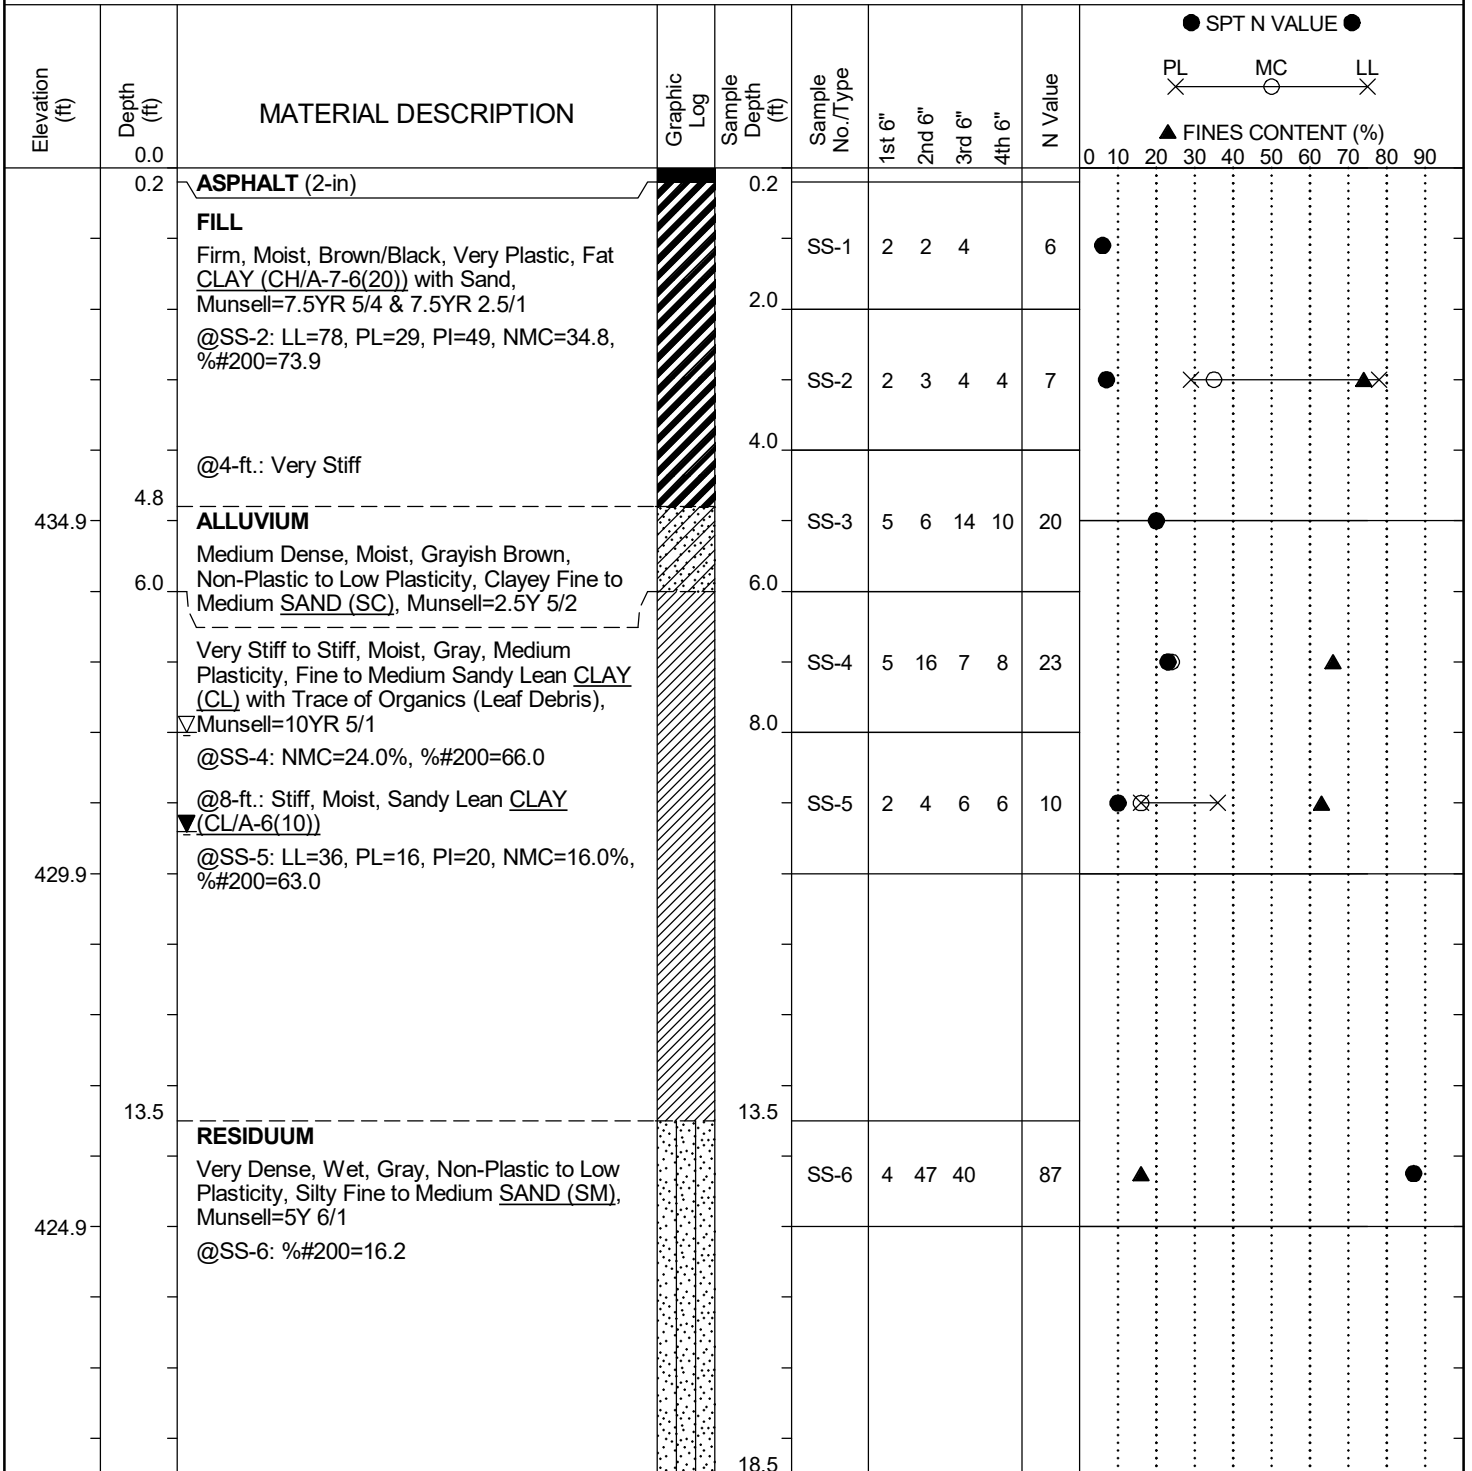 ● SPT N VALUE ●
PL MC LL
▲ FINES CONTENT (%)
Elevation (ft)
Depth (ft)
MATERIAL DESCRIPTION
Graphic Log
Sample Depth (ft)
Sample No./Type
1st 6"
2nd 6"
3rd 6"
4th 6"
N Value
0.0
0 10 20 30 40 50 60 70 80 90
0.2 ASPHALT (2-in) 0.2
FILL
Firm, Moist, Brown/Black, Very Plastic, Fat
CLAY (CH/A-7-6(20)) with Sand,
Munsell=7.5YR 5/4 & 7.5YR 2.5/1
SS-1 2 2 4 6
2.0
@SS-2: LL=78, PL=29, PI=49, NMC=34.8,
%#200=73.9
SS-2 2 3 4 4 7
4.0
@4-ft.: Very Stiff
4.8
434.9 ALLUVIUM SS-3 5 6 14 10 20
Medium Dense, Moist, Grayish Brown,
Non-Plastic to Low Plasticity, Clayey Fine to
Medium SAND (SC), Munsell=2.5Y 5/2
6.0 6.0
Very Stiff to Stiff, Moist, Gray, Medium
Plasticity, Fine to Medium Sandy Lean CLAY
(CL) with Trace of Organics (Leaf Debris),
Munsell=10YR 5/1
SS-4 5 16 7 8 23
8.0
@SS-4: NMC=24.0%, %#200=66.0
@8-ft.: Stiff, Moist, Sandy Lean CLAY
(CL/A-6(10))
SS-5 2 4 6 6 10
@SS-5: LL=36, PL=16, PI=20, NMC=16.0%,
%#200=63.0
429.9
13.5 13.5
RESIDUUM
Very Dense, Wet, Gray, Non-Plastic to Low
Plasticity, Silty Fine to Medium SAND (SM),
Munsell=5Y 6/1
SS-6 4 47 40 87
424.9
@SS-6: %#200=16.2
18.5